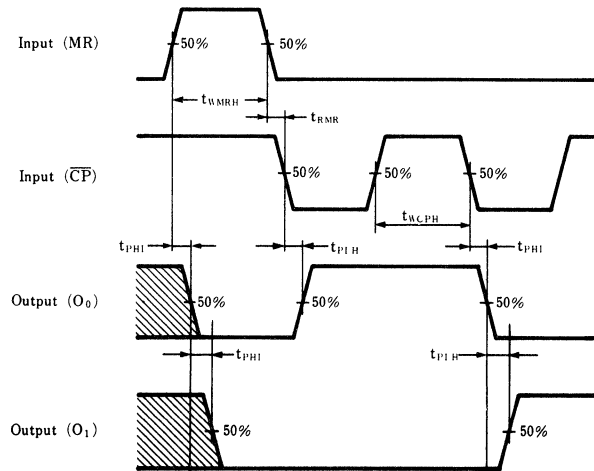 Input (MR)
50%
50%
tWMRH
tRMR
Input (C̅P̅)
50%
50%
50%
tWCPH
tPHL
tPLH
tPHL
Output (O₀)
50%
50%
50%
tPHL
tPLH
Output (O₁)
50%
50%